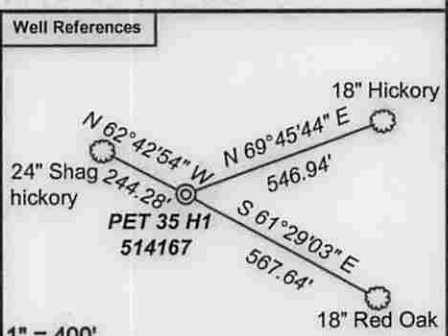 Well References
18" Hickory
N 62°42'54" W
N 69°45'44" E
24" Shag
hickory
244.28'
546.94'
PET 35 H1
514167
S 61°29'03" E
567.64'
18" Red Oak
1" = 400'